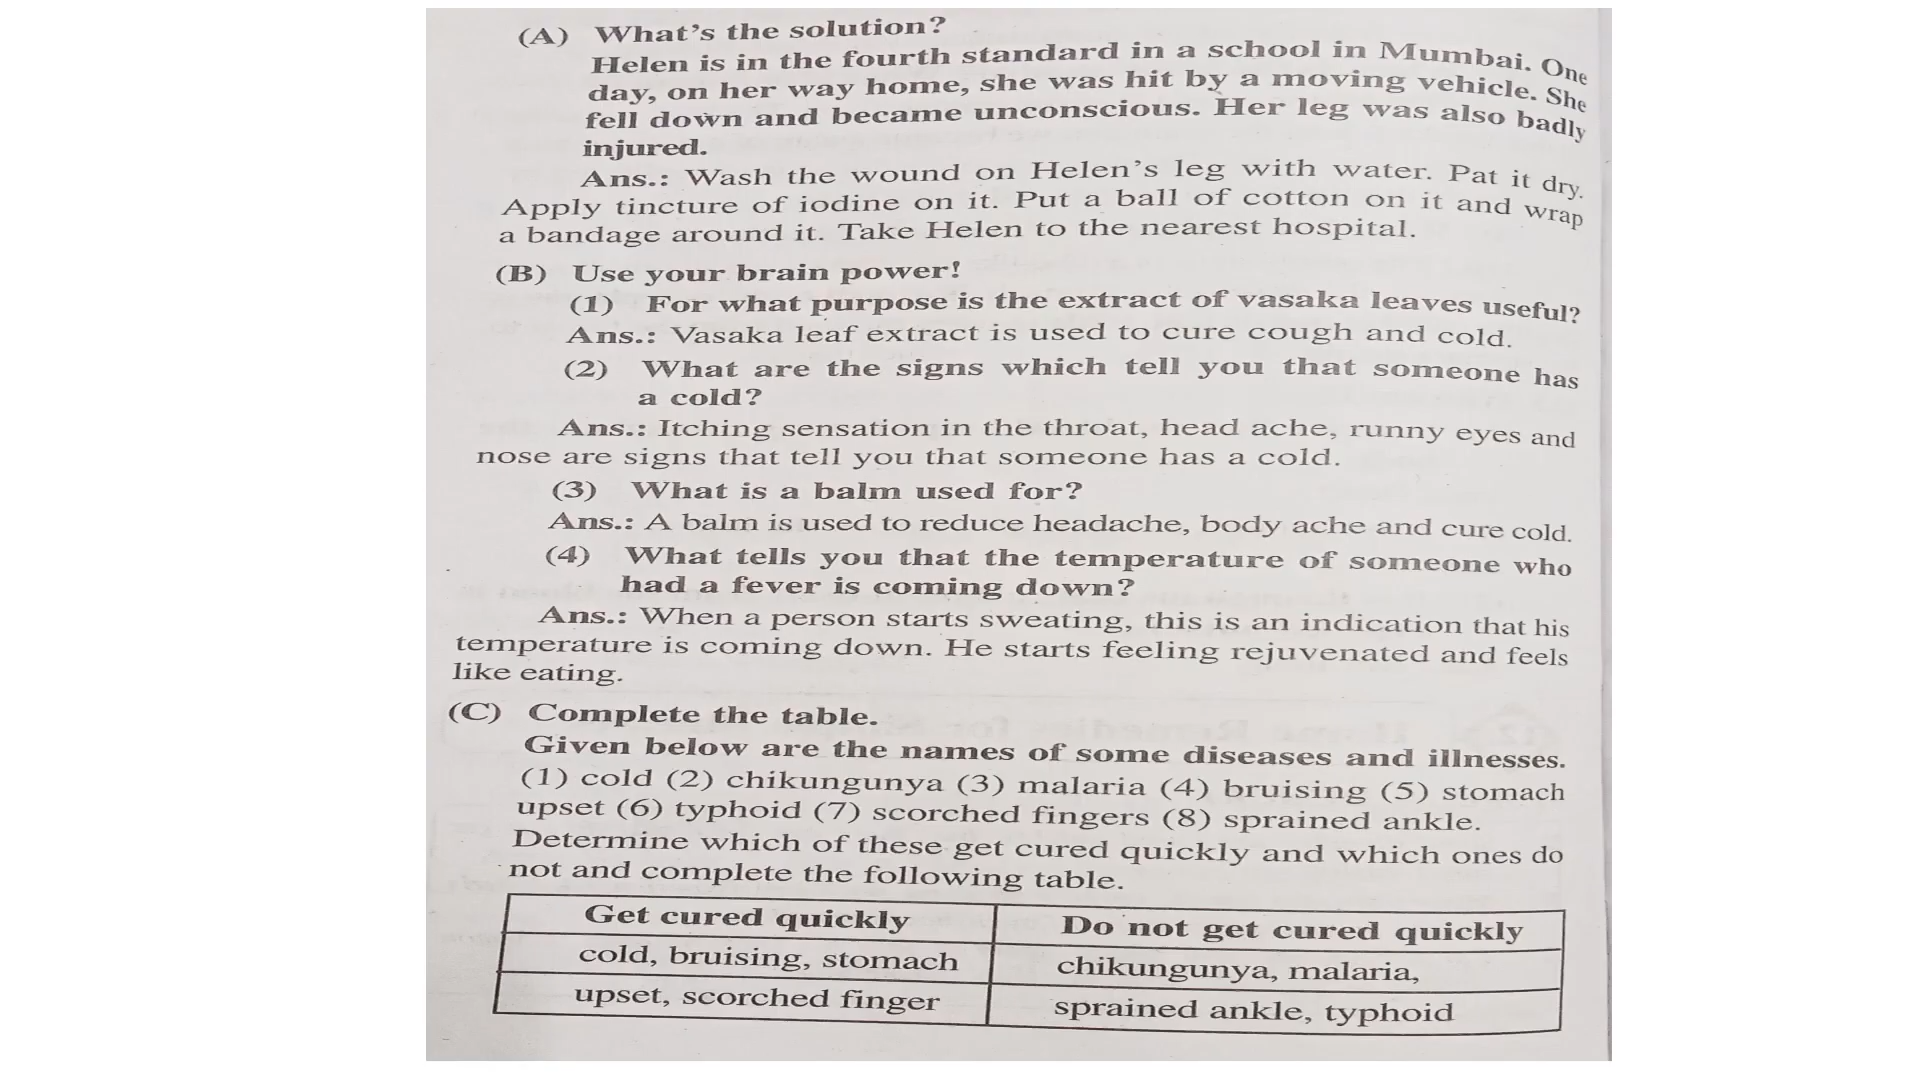 (A) What's the solution?
Helen is in the fourth standard in a school in Mumbai. One
day, on her way home, she was hit by a moving vehicle. She
fell down and became unconscious. Her leg was also badly
injured.
Ans.: Wash the wound on Helen's leg with water. Pat it dry.
Apply tincture of iodine on it. Put a ball of cotton on it and wrap
a bandage around it. Take Helen to the nearest hospital.
(B) Use your brain power!
(1) For what purpose is the extract of vasaka leaves useful?
Ans.: Vasaka leaf extract is used to cure cough and cold.
(2) What are the signs which tell you that someone has
a cold?
Ans.: Itching sensation in the throat, head ache, runny eyes and
nose are signs that tell you that someone has a cold.
(3) What is a balm used for?
Ans.: A balm is used to reduce headache, body ache and cure cold.
(4) What tells you that the temperature of someone who
had a fever is coming down?
Ans.: When a person starts sweating, this is an indication that his
temperature is coming down. He starts feeling rejuvenated and feels
like eating.
(C) Complete the table.
Given below are the names of some diseases and illnesses.
(1) cold (2) chikungunya (3) malaria (4) bruising (5) stomach
upset (6) typhoid (7) scorched fingers (8) sprained ankle.
Determine which of these get cured quickly and which ones do
not and complete the following table.
Get cured quickly Do not get cured quickly
cold, bruising, stomach chikungunya, malaria,
upset, scorched finger sprained ankle, typhoid